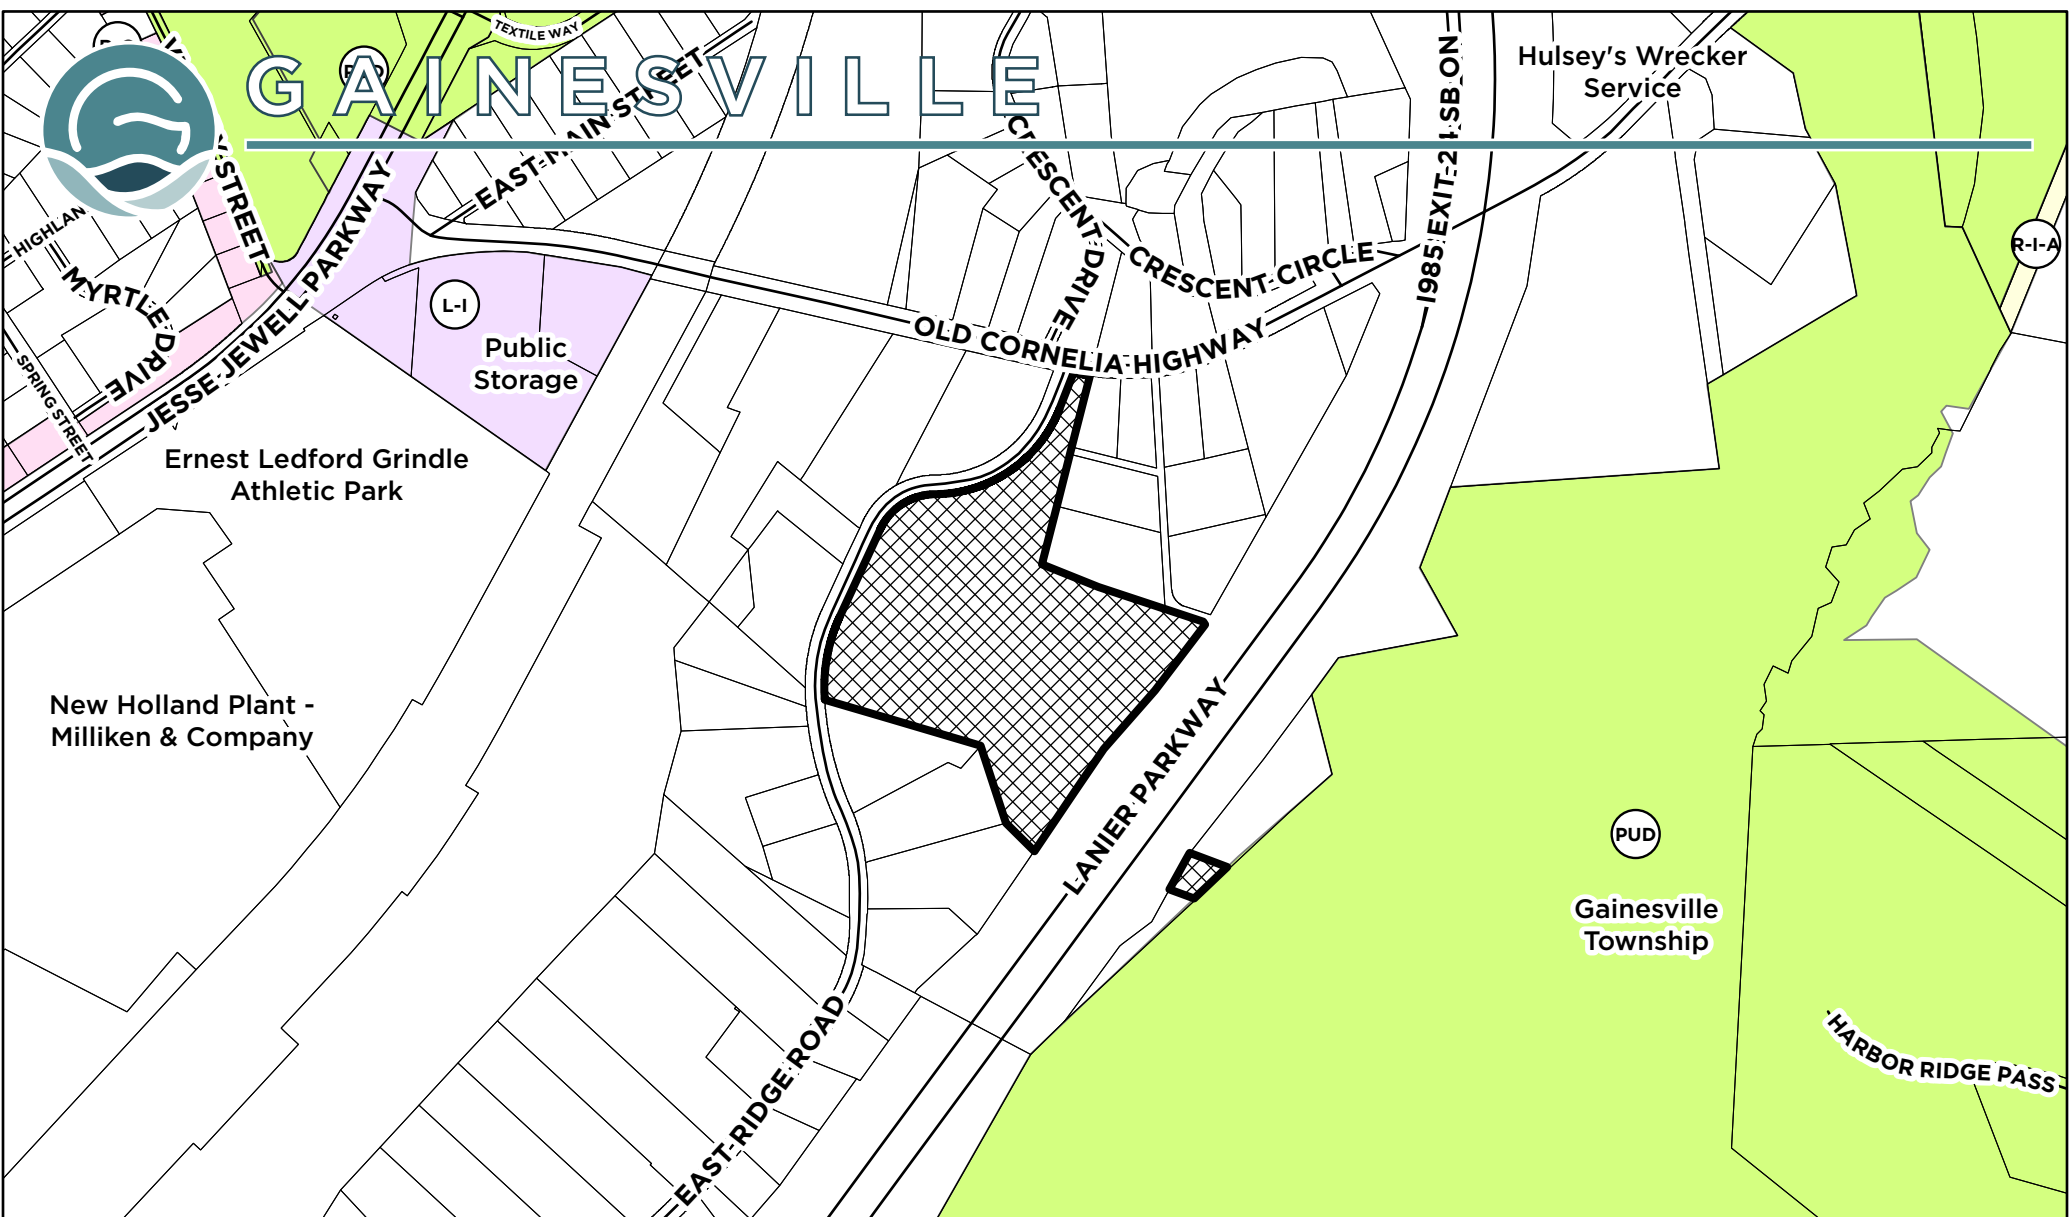 TEXTILE WAY
Hulsey's Wrecker
Service
GAINESVILLE
EAST MAIN STREET
STREET
I985 EXIT 24 SB ON
CRESCENT DRIVE
CRESCENT CIRCLE
R-I-A
MYRTLE DRIVE
JESSE JEWELL PARKWAY
L-I
Public
Storage
OLD CORNELIA HIGHWAY
SPRING STREET
Ernest Ledford Grindle
Athletic Park
New Holland Plant -
Milliken & Company
LANIER PARKWAY
PUD
Gainesville
Township
EAST RIDGE ROAD
HARBOR RIDGE PASS